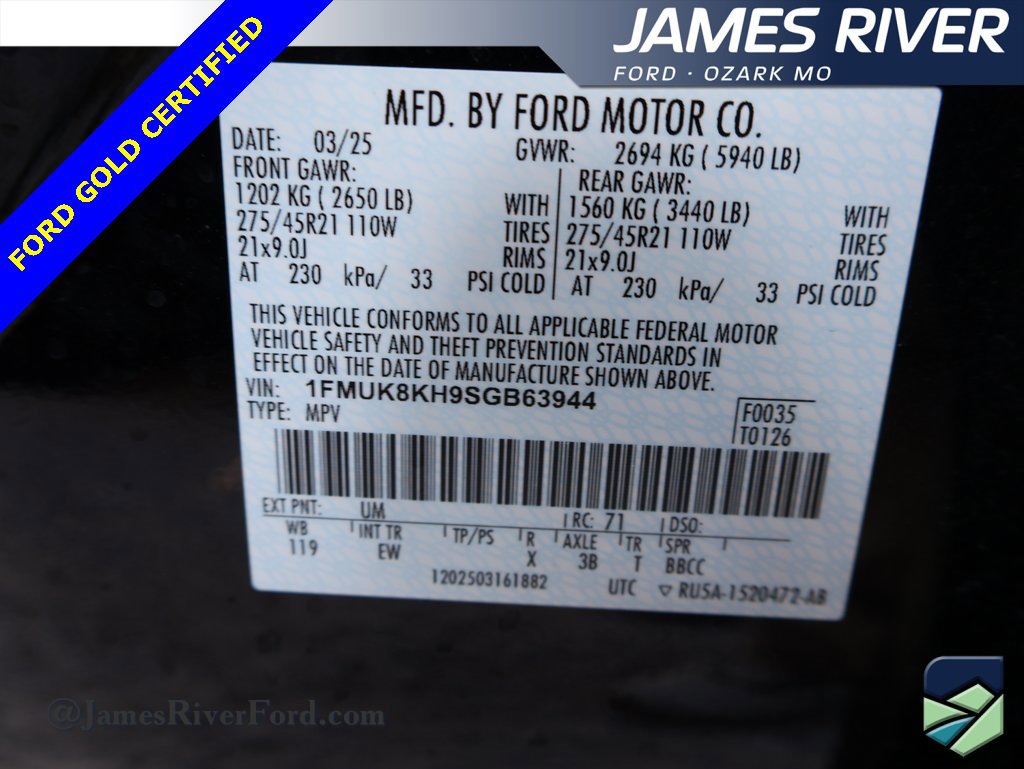 FORD GOLD CERTIFIED
JAMES RIVER
FORD · OZARK MO
MFD. BY FORD MOTOR CO.
DATE: 03/25 GVWR: 2694 KG ( 5940 LB)
FRONT GAWR: REAR GAWR:
1202 KG ( 2650 LB) WITH 1560 KG ( 3440 LB) WITH
275/45R21 110W TIRES 275/45R21 110W TIRES
21x9.0J RIMS 21x9.0J RIMS
AT 230 kPa/ 33 PSI COLD AT 230 kPa/ 33 PSI COLD
THIS VEHICLE CONFORMS TO ALL APPLICABLE FEDERAL MOTOR
VEHICLE SAFETY AND THEFT PREVENTION STANDARDS IN
EFFECT ON THE DATE OF MANUFACTURE SHOWN ABOVE.
VIN: 1FMUK8KH9SGB63944
TYPE: MPV F0035
T0126
EXT PNT: UM RC: 71 DSO:
WB INT TR TP/PS R AXLE TR SPR
119 EW X 3B T BBCC
1202503161882 UTC ▽ RU5A-1520472-AB
@JamesRiverFord.com